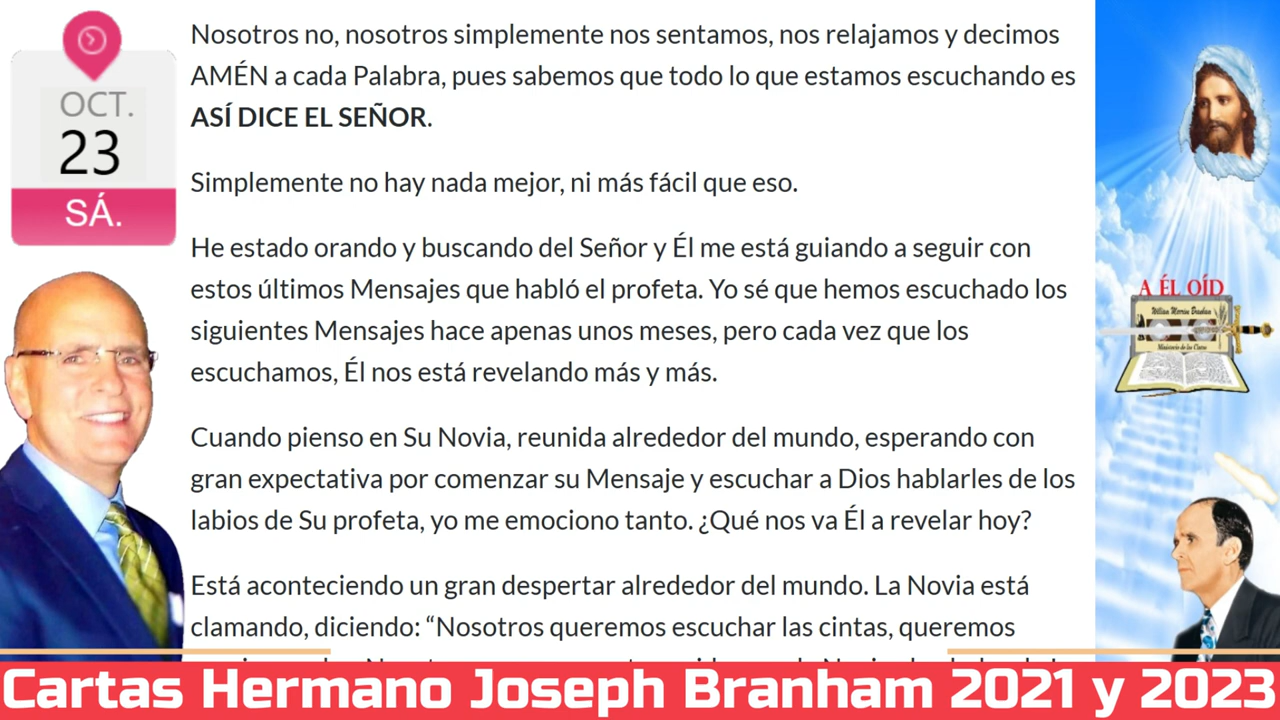 OCT.
23
SÁ.
Nosotros no, nosotros simplemente nos sentamos, nos relajamos y decimos
AMÉN a cada Palabra, pues sabemos que todo lo que estamos escuchando es
ASÍ DICE EL SEÑOR.
Simplemente no hay nada mejor, ni más fácil que eso.
He estado orando y buscando del Señor y Él me está guiando a seguir con
estos últimos Mensajes que habló el profeta. Yo sé que hemos escuchado los
siguientes Mensajes hace apenas unos meses, pero cada vez que los
escuchamos, Él nos está revelando más y más.
Cuando pienso en Su Novia, reunida alrededor del mundo, esperando con
gran expectativa por comenzar su Mensaje y escuchar a Dios hablarles de los
labios de Su profeta, yo me emociono tanto. ¿Qué nos va Él a revelar hoy?
Está aconteciendo un gran despertar alrededor del mundo. La Novia está
clamando, diciendo: “Nosotros queremos escuchar las cintas, queremos
A ÉL OÍD
William Marrion Branham
Cartas Hermano Joseph Branham 2021 y 2023